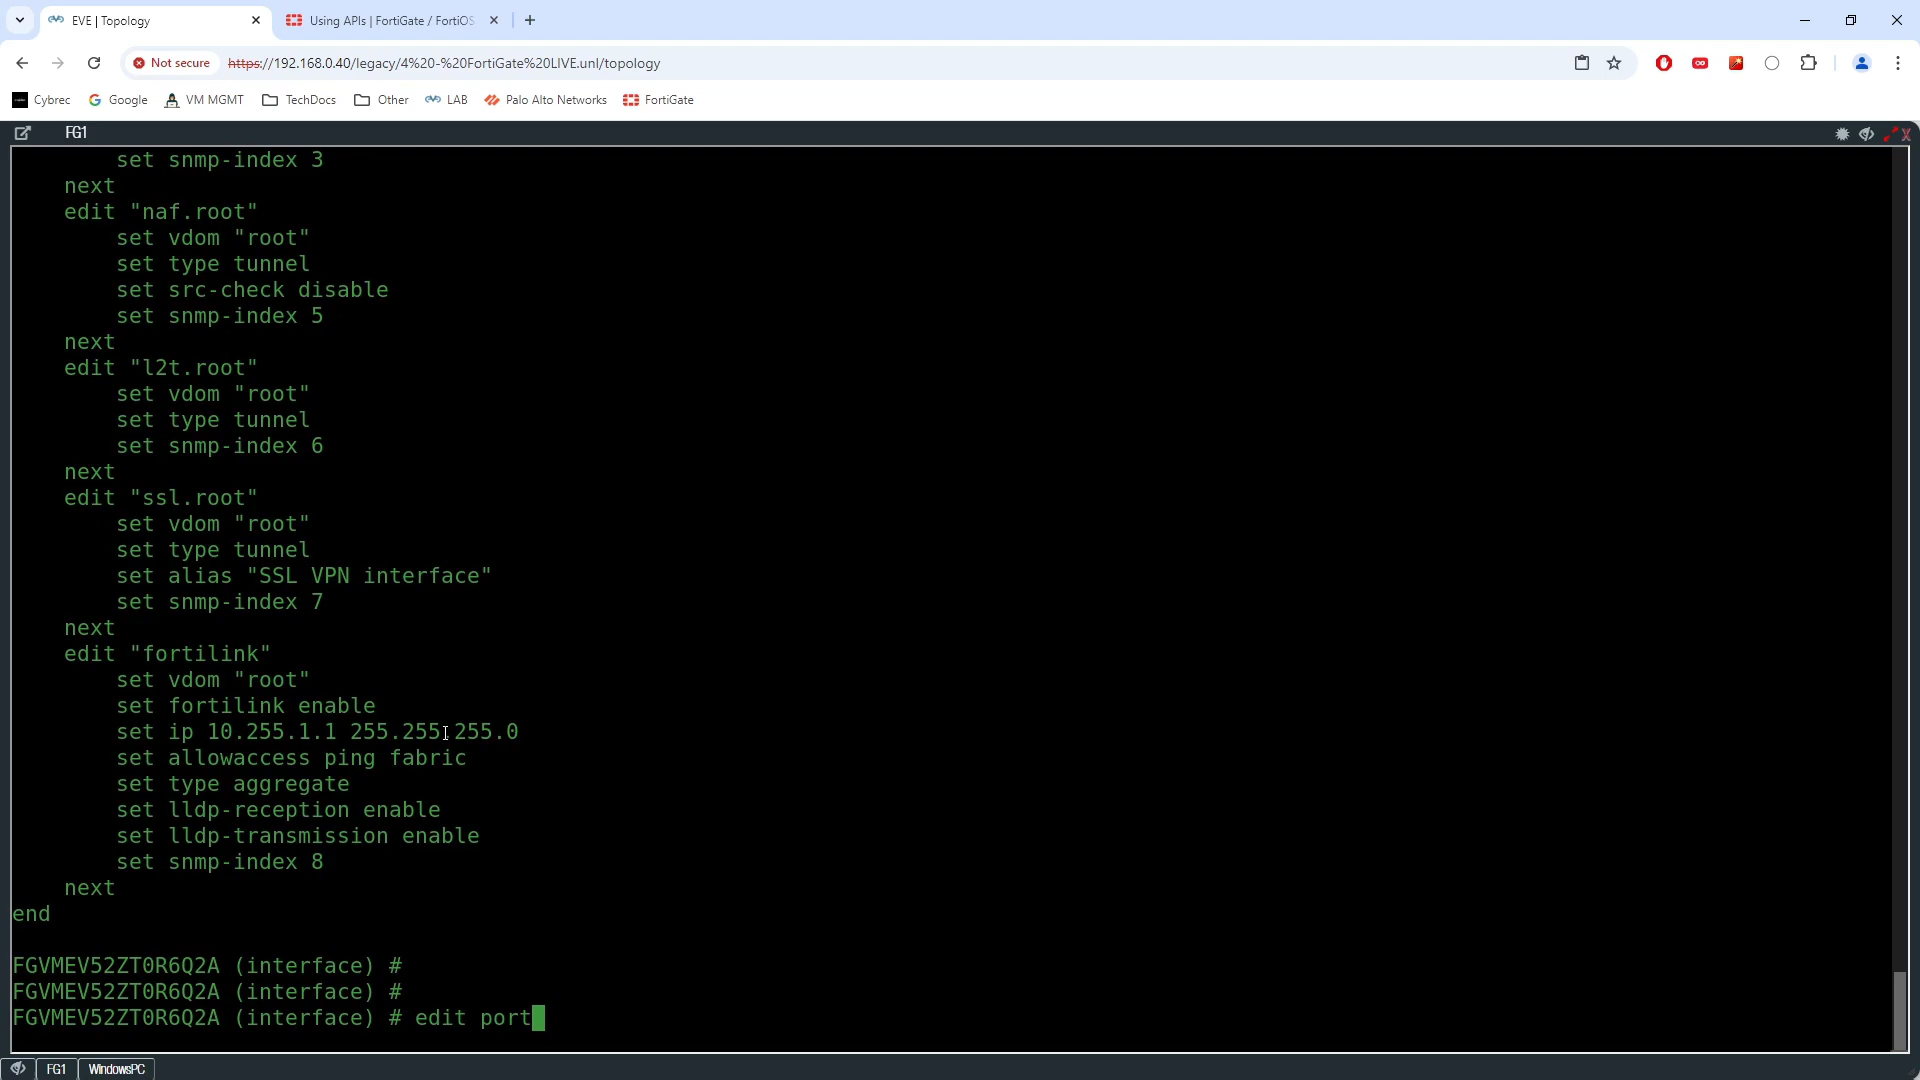 EVE | Topology
Using APIs | FortiGate / FortiOS
Not secure
https://192.168.0.40/legacy/4%20-%20FortiGate%20LIVE.unl/topology
Cybrec
Google
VM MGMT
TechDocs
Other
LAB
Palo Alto Networks
FortiGate
FG1
X
set snmp-index 3
next
edit "naf.root"
set vdom "root"
set type tunnel
set src-check disable
set snmp-index 5
next
edit "l2t.root"
set vdom "root"
set type tunnel
set snmp-index 6
next
edit "ssl.root"
set vdom "root"
set type tunnel
set alias "SSL VPN interface"
set snmp-index 7
next
edit "fortilink"
set vdom "root"
set fortilink enable
set ip 10.255.1.1 255.255.255.0
set allowaccess ping fabric
set type aggregate
set lldp-reception enable
set lldp-transmission enable
set snmp-index 8
next
end
FGVMEV52ZT0R6Q2A (interface) #
FGVMEV52ZT0R6Q2A (interface) #
FGVMEV52ZT0R6Q2A (interface) # edit port
FG1
WindowsPC